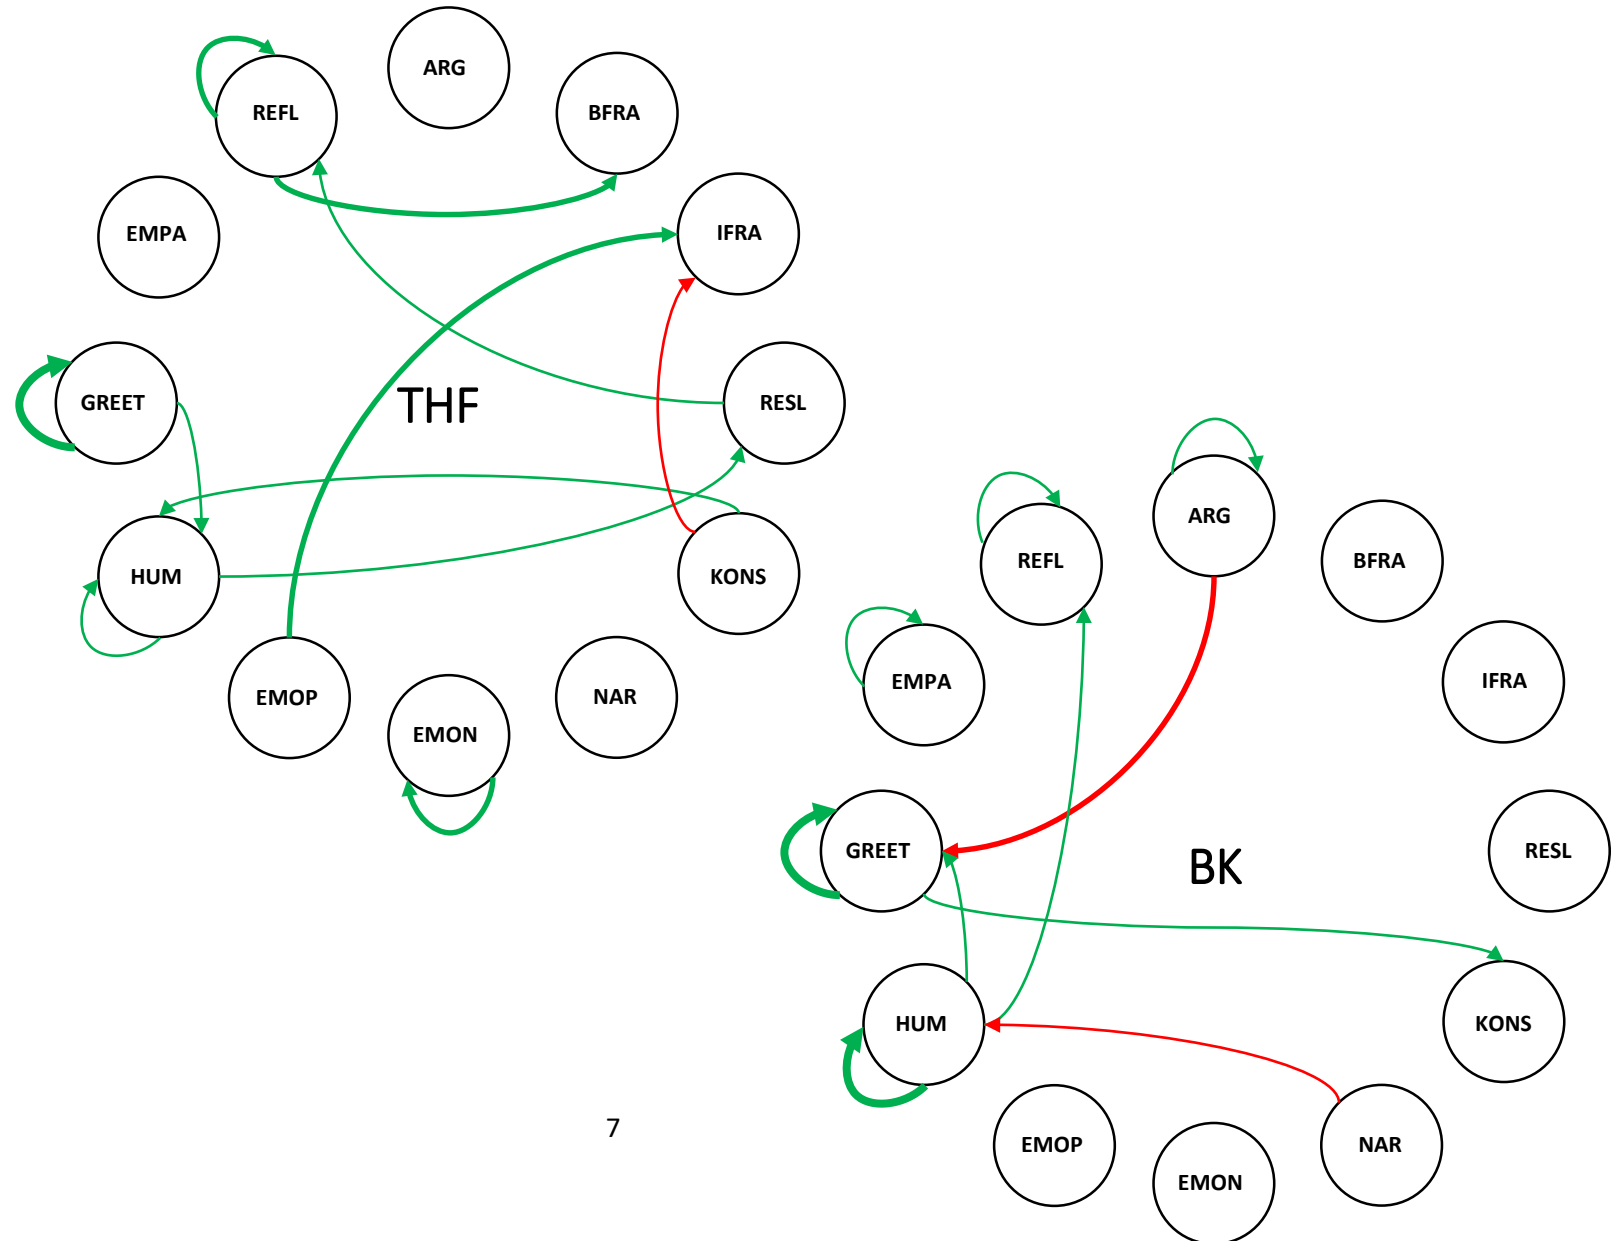 ARG
REFL
BFRA
EMPA
IFRA
GREET
THF
RESL
HUM
KONS
EMOP
EMON
NAR
ARG
REFL
BFRA
EMPA
IFRA
GREET
BK
RESL
HUM
KONS
EMOP
EMON
NAR
7